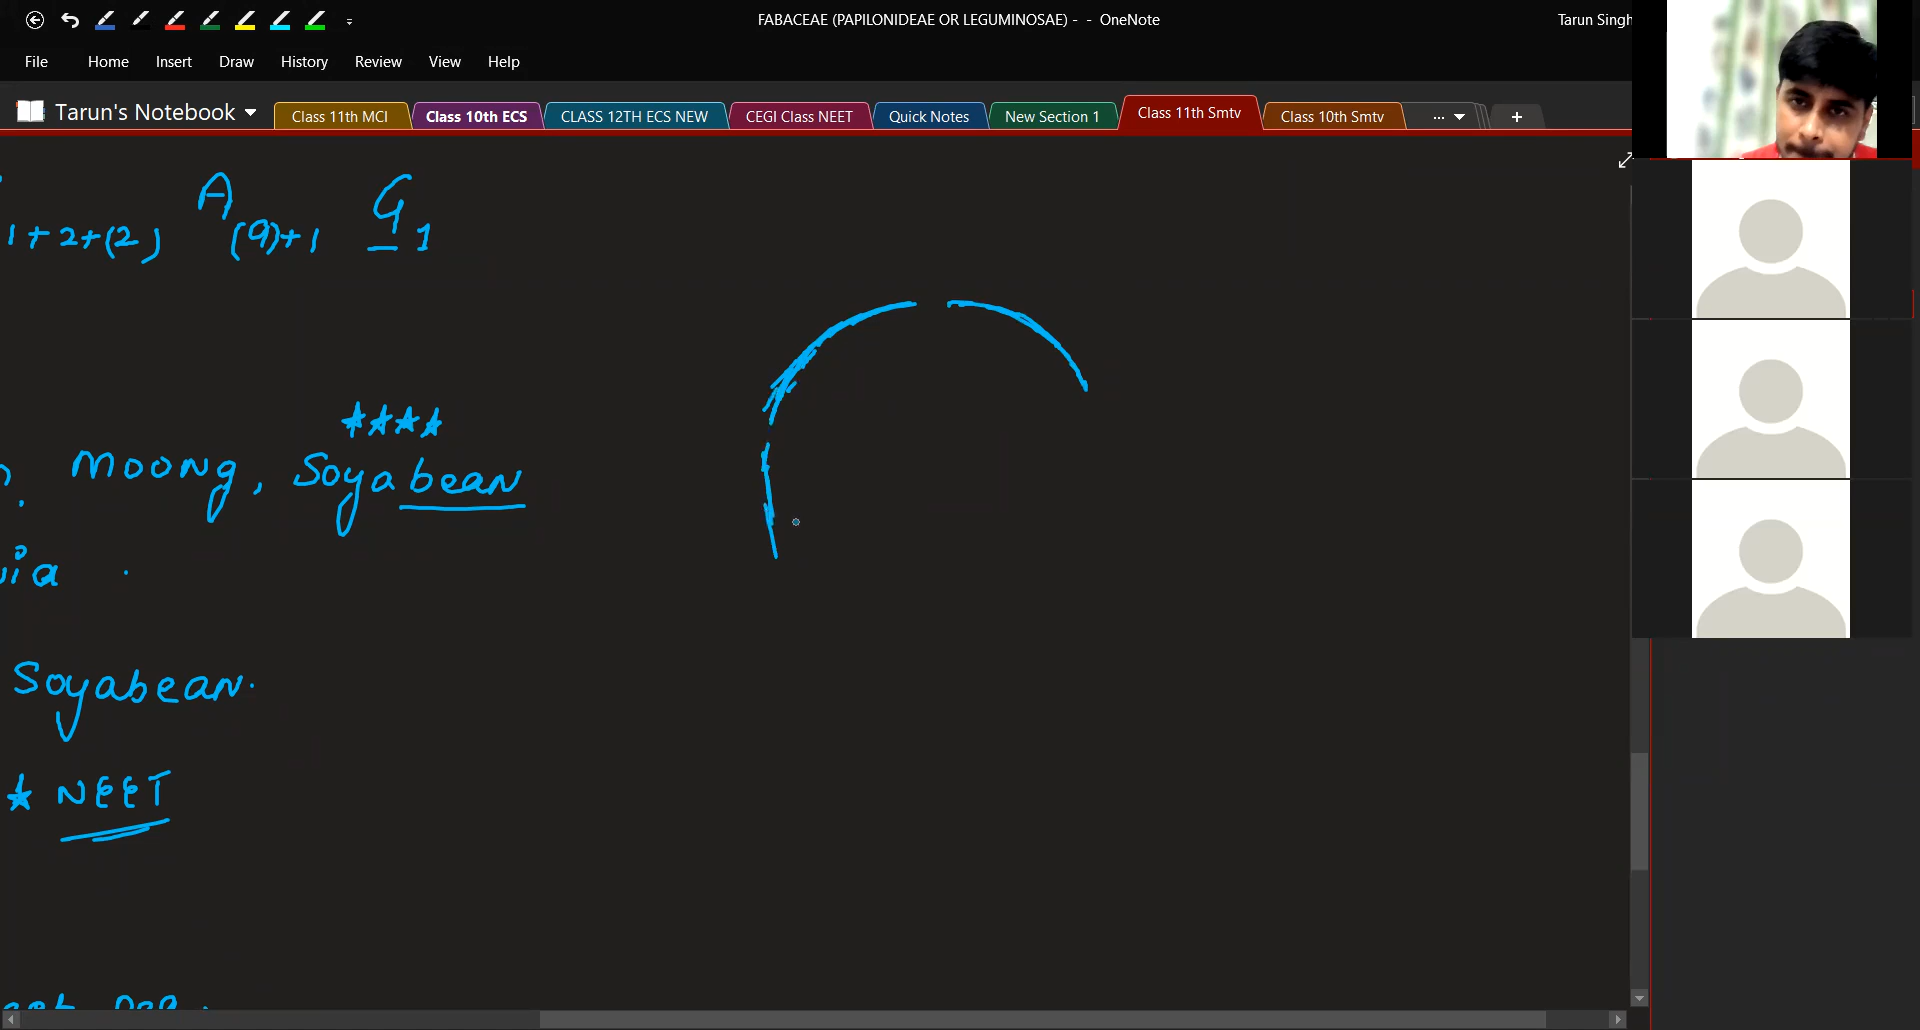 FABACEAE (PAPILONIDEAE OR LEGUMINOSAE) - - OneNote
Tarun Singh
File Home Insert Draw History Review View Help
Tarun's Notebook
Class 11th MCI Class 10th ECS CLASS 12TH ECS NEW CEGI Class NEET Quick Notes New Section 1 Class 11th Smtv Class 10th Smtv ... +
1+2+(2) A (9)+1 G 1
Moong, Soyabean
Soyabean.
NEET